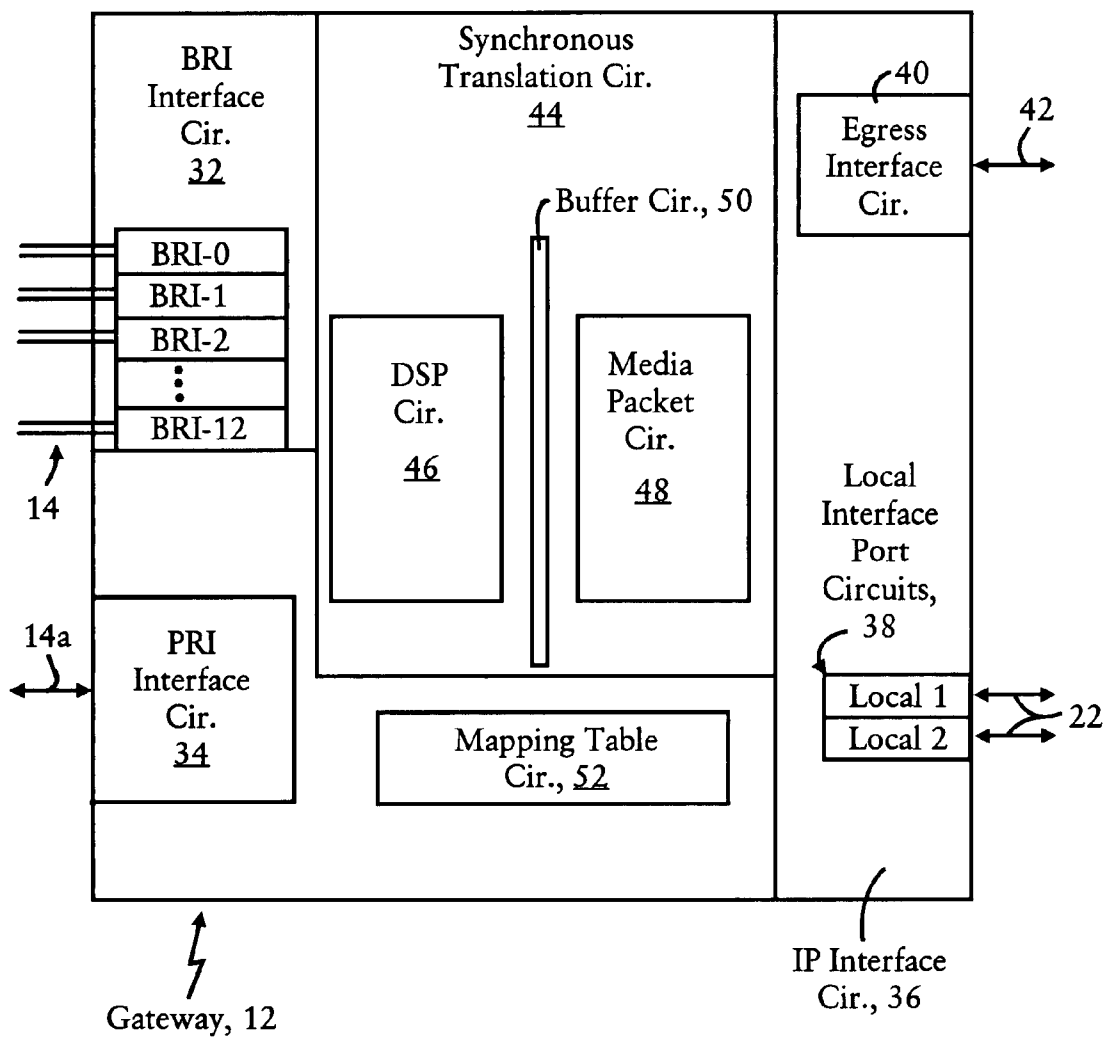 BRI
Interface
Cir.
32
BRI-0
BRI-1
BRI-2
BRI-12
14
Synchronous
Translation Cir.
44
Buffer Cir., 50
DSP
Cir.
46
Media
Packet
Cir.
48
40
Egress
Interface
Cir.
42
Local
Interface
Port
Circuits,
38
Local 1
Local 2
22
14a
PRI
Interface
Cir.
34
Mapping Table
Cir., 52
IP Interface
Cir., 36
Gateway, 12